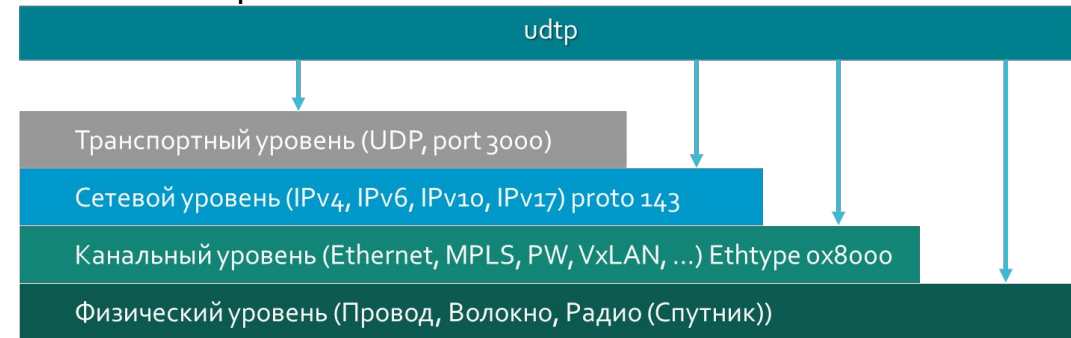 udtp
Транспортный уровень (UDP, port 3000)
Сетевой уровень (IPv4, IPv6, IPv10, IPv17) proto 143
Канальный уровень (Ethernet, MPLS, PW, VxLAN, ...) Ethtype 0x8000
Физический уровень (Провод, Волокно, Радио (Спутник))